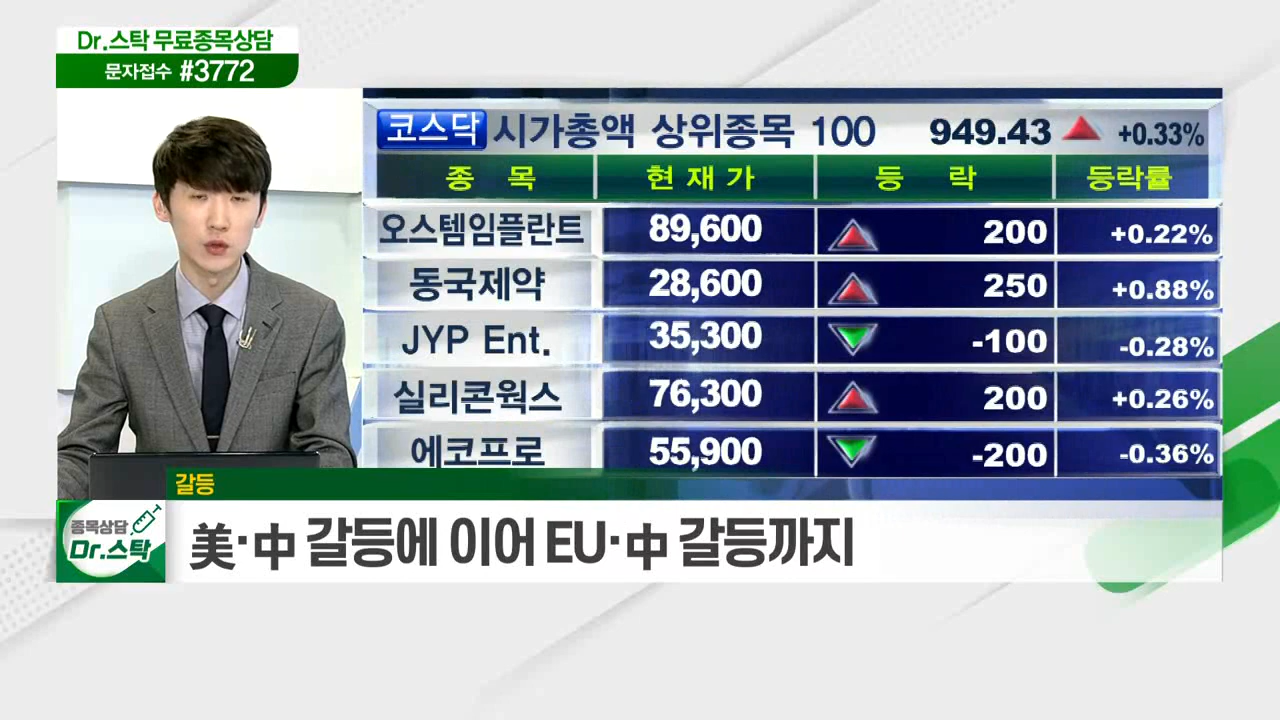 Dr.스탁 무료종목상담
문자접수 #3772
코스닥 시가총액 상위종목 100 949.43 +0.33%
종 목 현재가 등 락 등락률
오스템임플란트 89,600 200 +0.22%
동국제약 28,600 250 +0.88%
JYP Ent. 35,300 -100 -0.28%
실리콘웍스 76,300 200 +0.26%
에코프로 55,900 -200 -0.36%
갈등
美·中 갈등에 이어 EU·中 갈등까지
종목상담
Dr.스탁